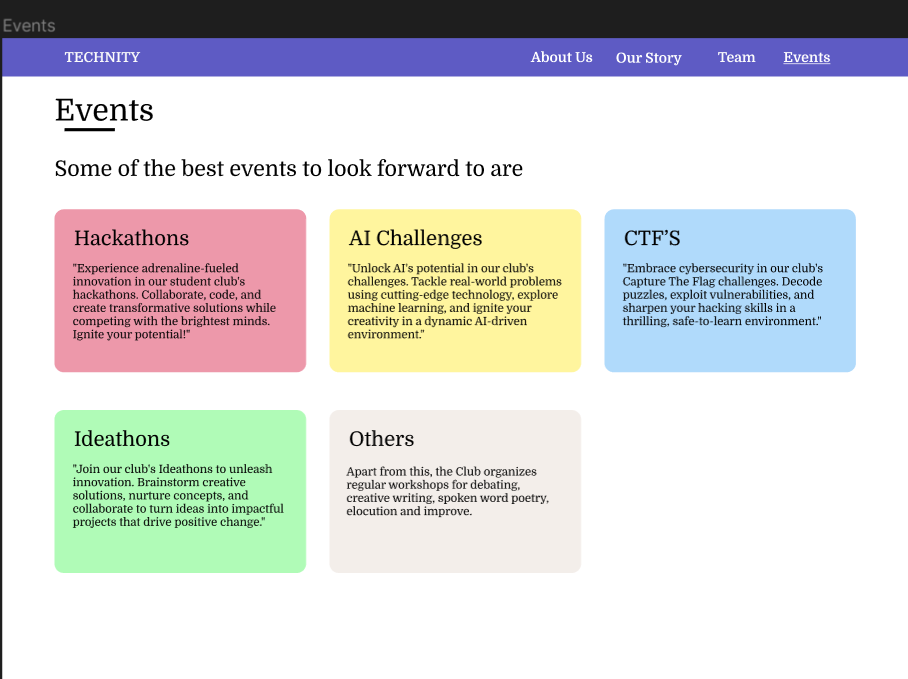 Events
TECHNITY About Us Our Story Team Events
Events
Some of the best events to look forward to are
Hackathons
"Experience adrenaline-fueled
innovation in our student club's
hackathons. Collaborate, code, and
create transformative solutions while
competing with the brightest minds.
Ignite your potential!"
AI Challenges
"Unlock AI's potential in our club's
challenges. Tackle real-world problems
using cutting-edge technology, explore
machine learning, and ignite your
creativity in a dynamic AI-driven
environment."
CTF’S
"Embrace cybersecurity in our club's
Capture The Flag challenges. Decode
puzzles, exploit vulnerabilities, and
sharpen your hacking skills in a
thrilling, safe-to-learn environment."
Ideathons
"Join our club's Ideathons to unleash
innovation. Brainstorm creative
solutions, nurture concepts, and
collaborate to turn ideas into impactful
projects that drive positive change."
Others
Apart from this, the Club organizes
regular workshops for debating,
creative writing, spoken word poetry,
elocution and improve.